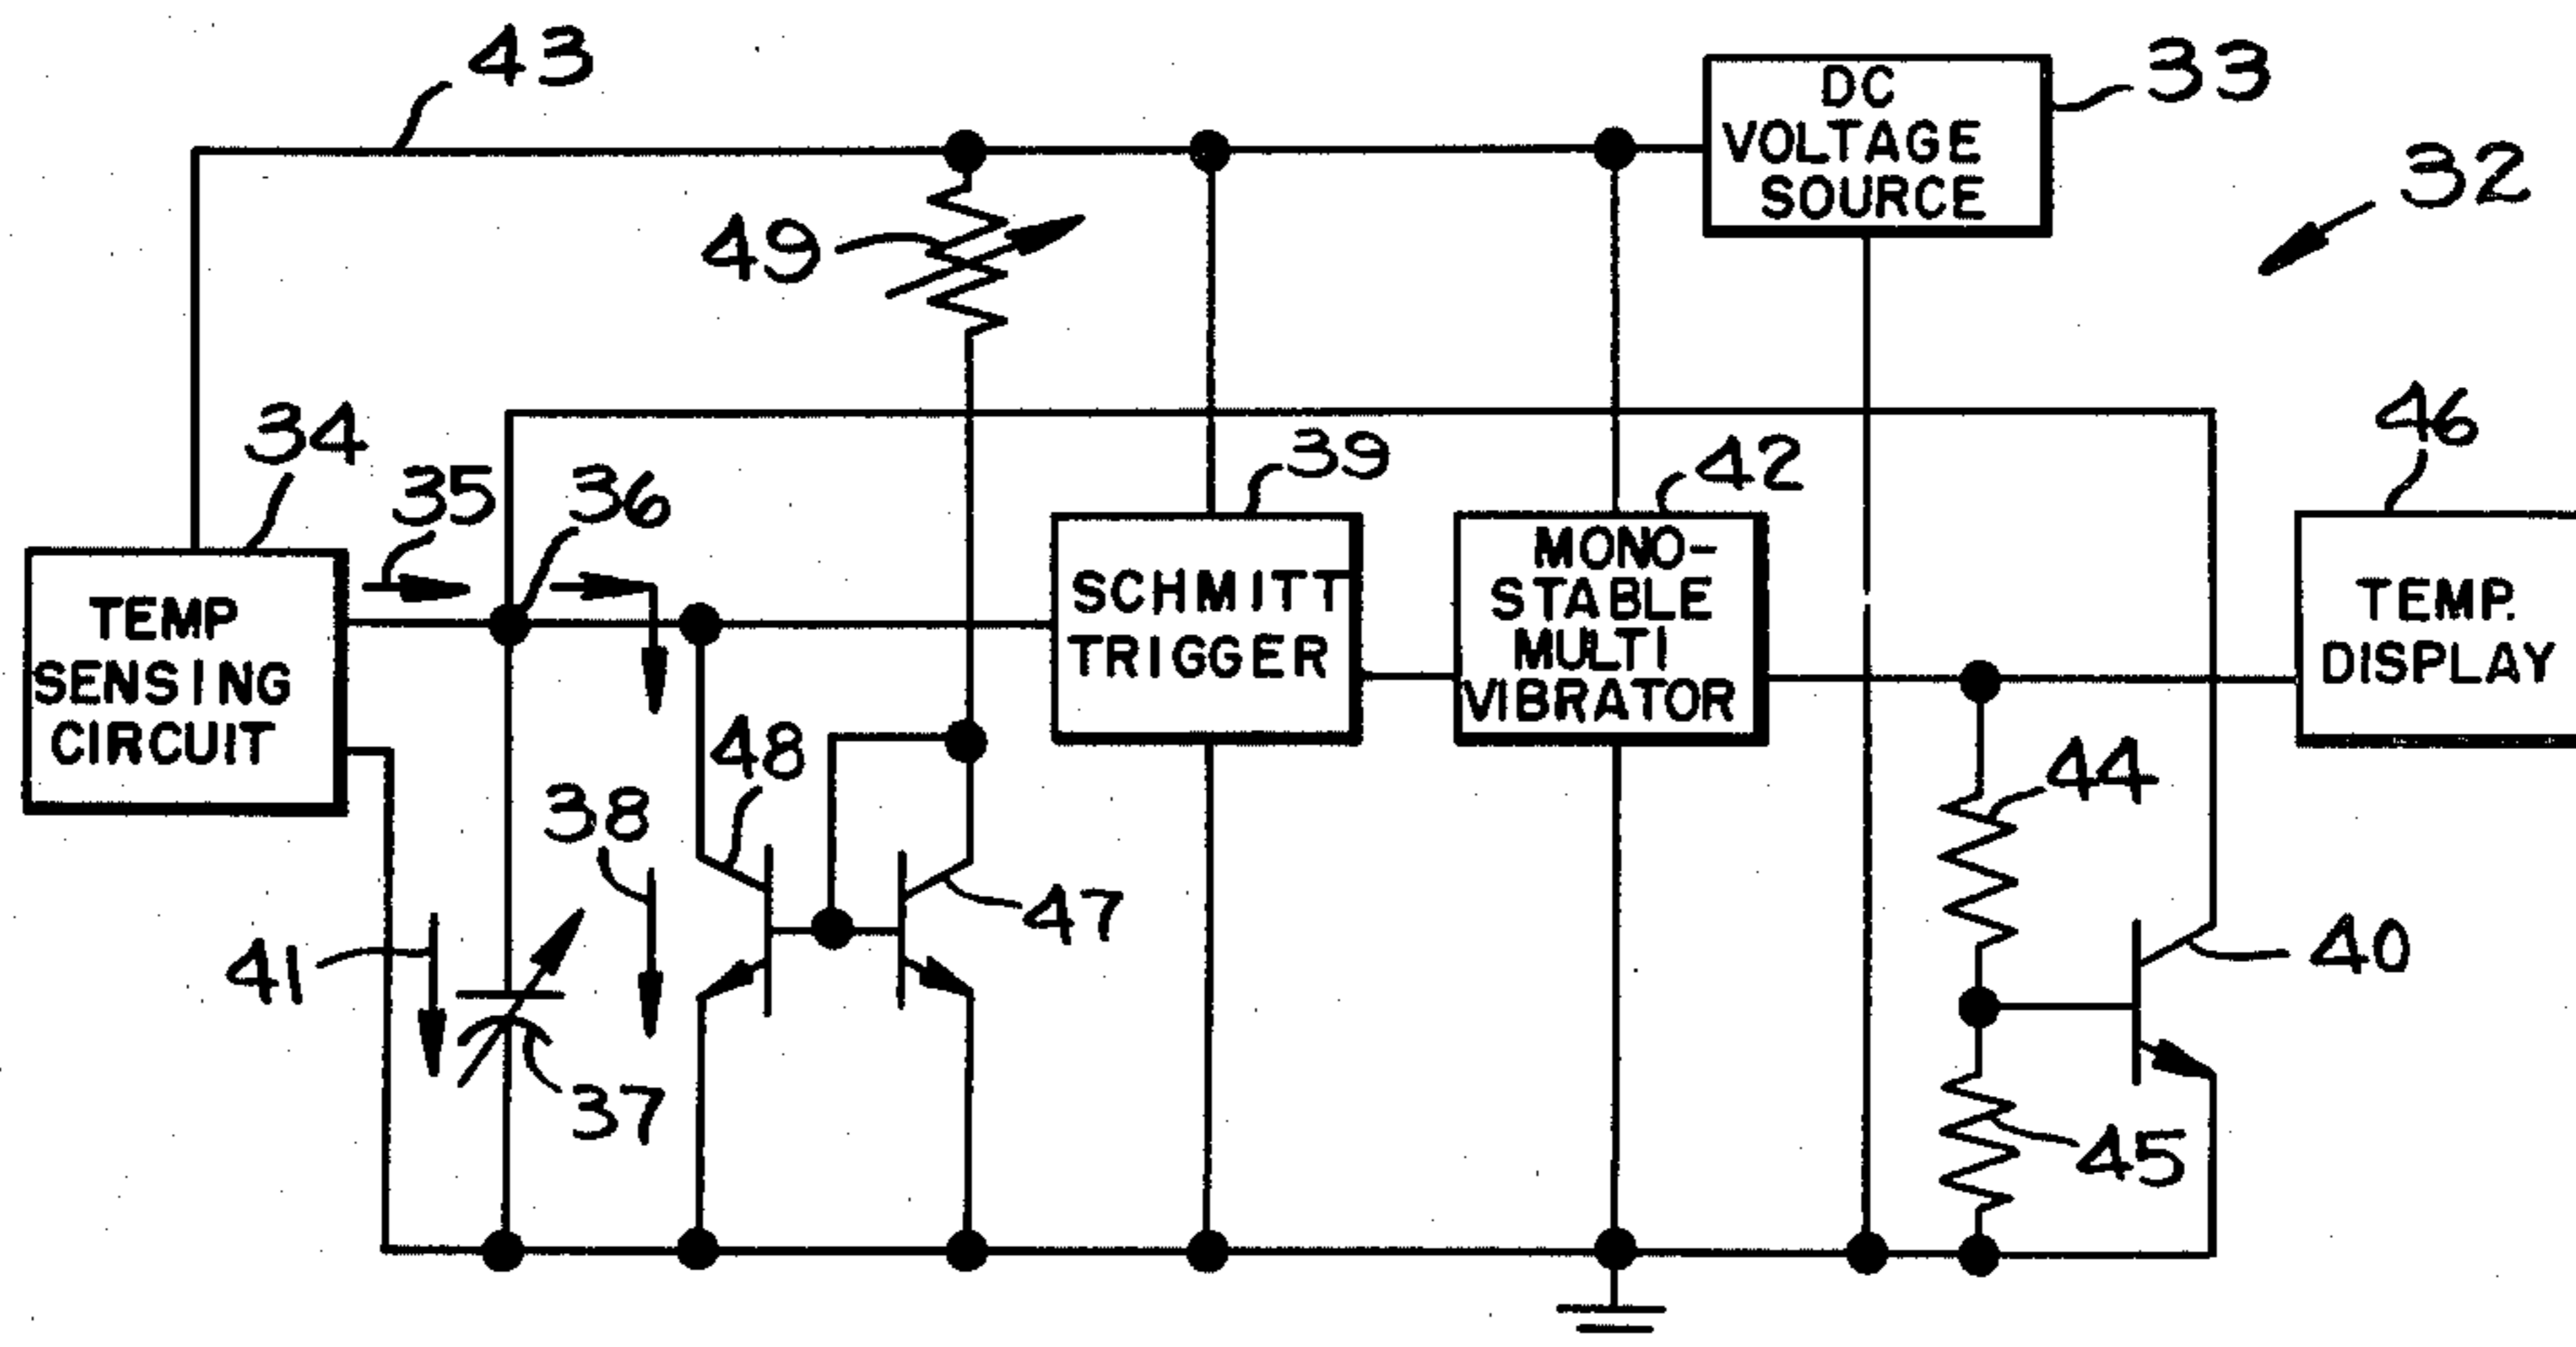 43
DC
VOLTAGE
SOURCE
33
32
49
34
35
36
39
42
46
TEMP
SENSING
CIRCUIT
SCHMITT
TRIGGER
MONO-
STABLE
MULTI
VIBRATOR
TEMP.
DISPLAY
48
44
38
47
41
40
37
45